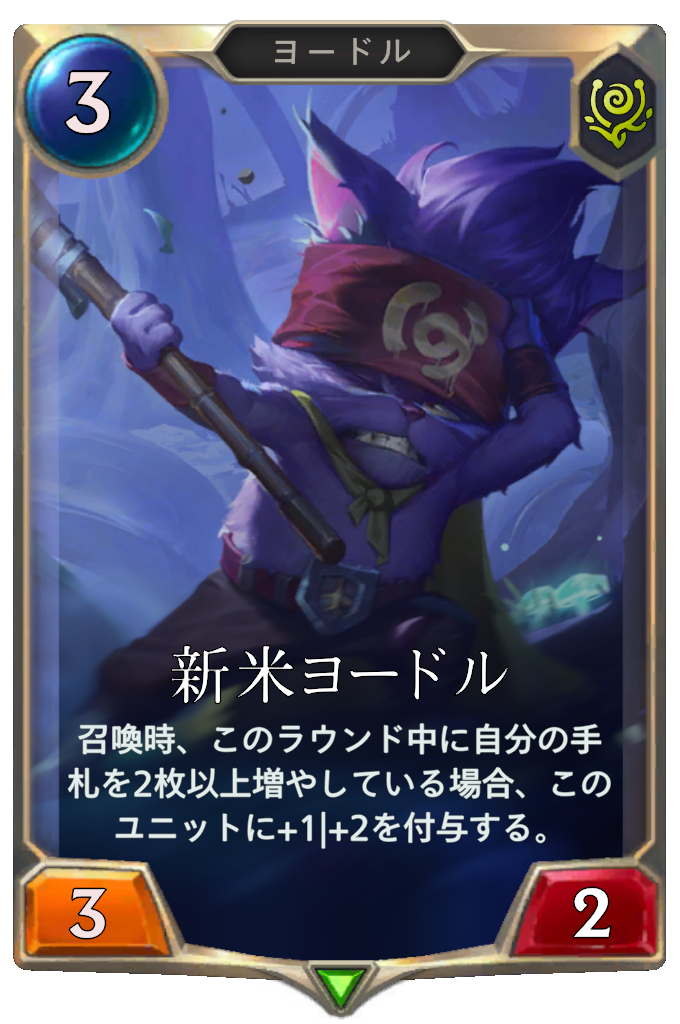 ヨードル
3
新米ヨードル
召喚時、このラウンド中に自分の手
札を2枚以上増やしている場合、この
ユニットに+1|+2を付与する。
3
2